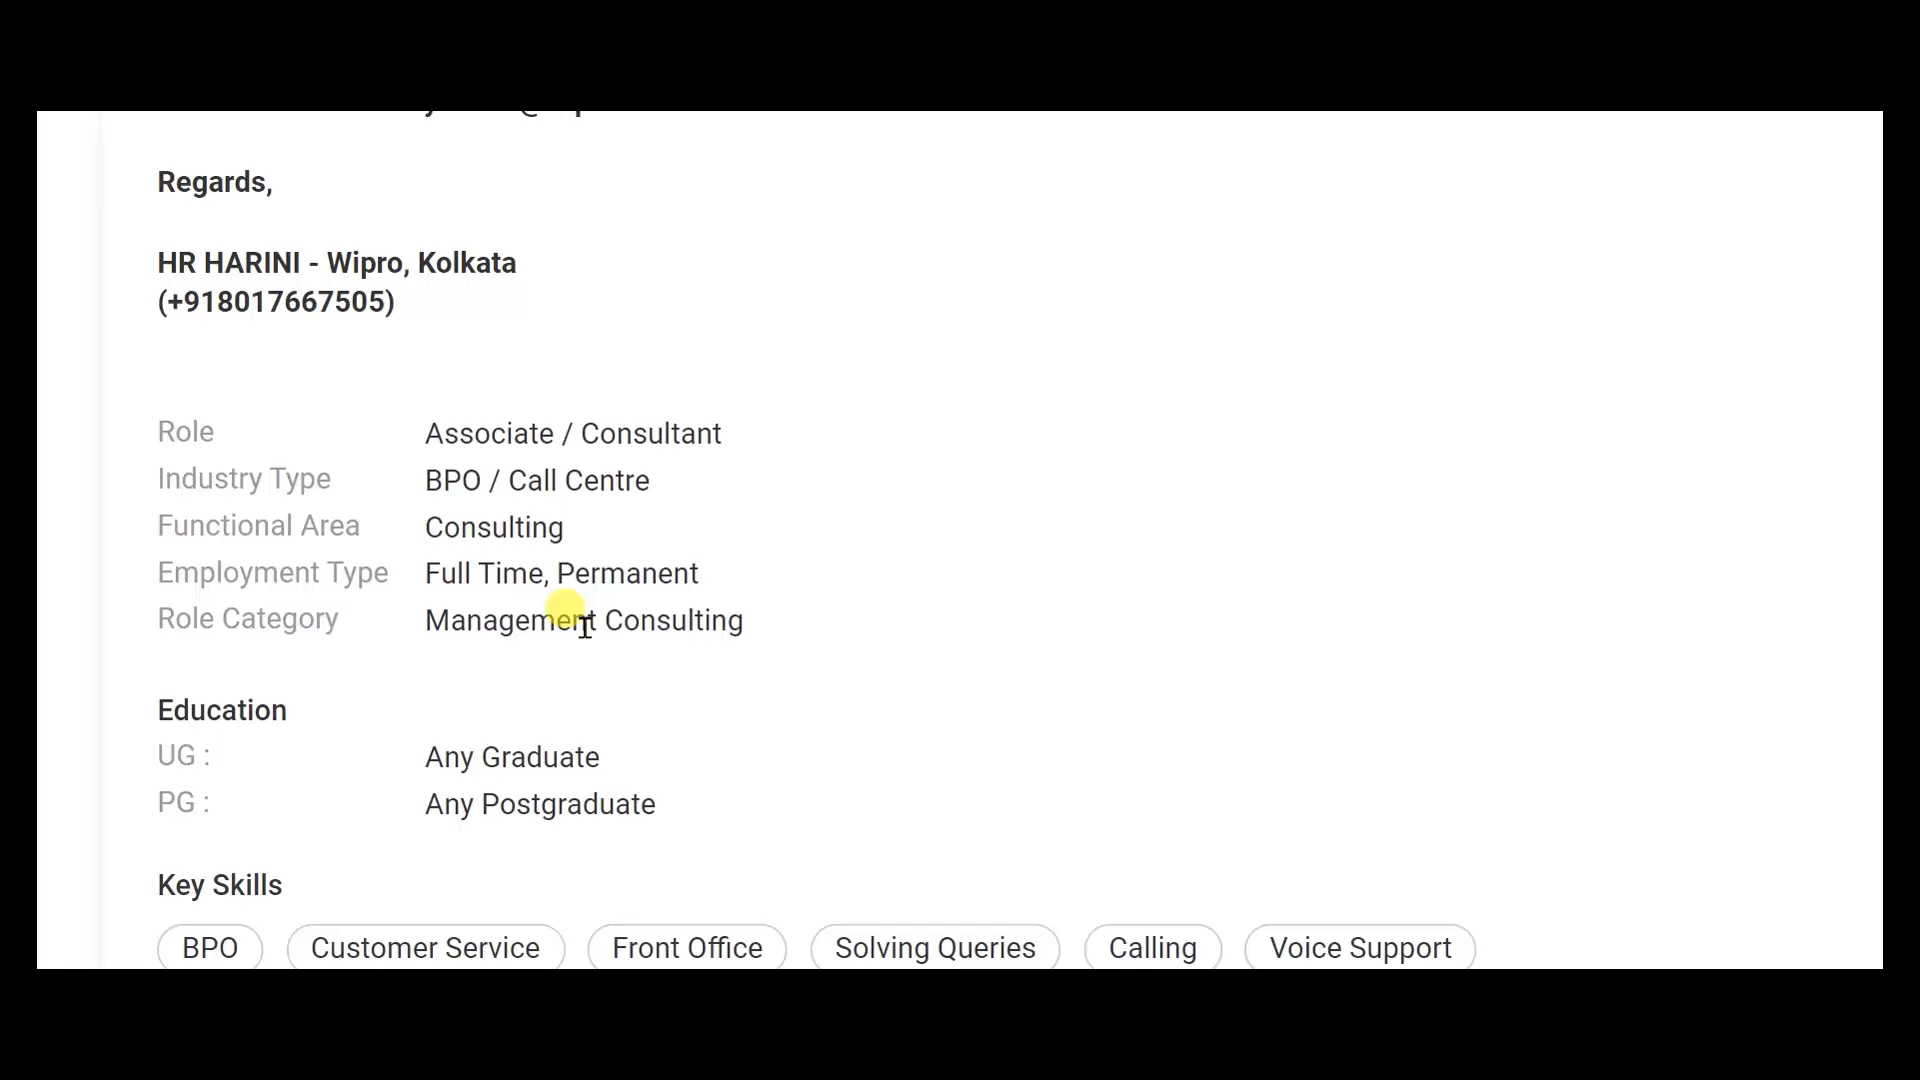 Regards,
HR HARINI - Wipro, Kolkata
(+918017667505)
Role Associate / Consultant
Industry Type BPO / Call Centre
Functional Area Consulting
Employment Type Full Time, Permanent
Role Category Management Consulting
Education
UG : Any Graduate
PG : Any Postgraduate
Key Skills
BPO Customer Service Front Office Solving Queries Calling Voice Support